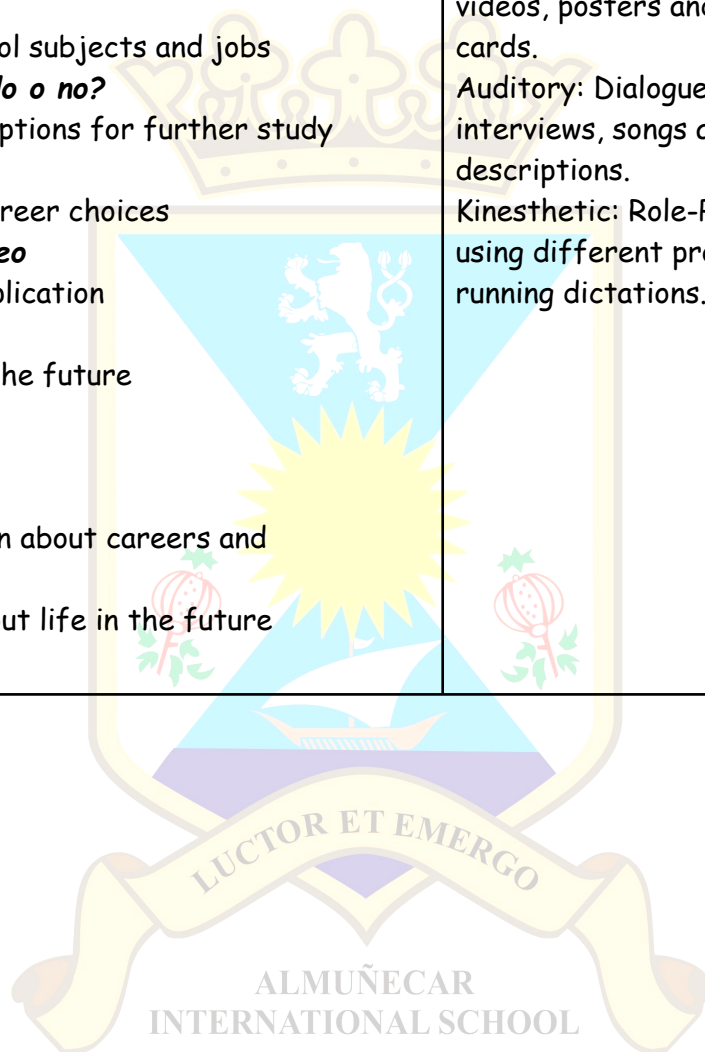 ol subjects and jobs
lo o no?
ptions for further study
reer choices
eo
plication
he future
n about careers and
ut life in the future
videos, posters and
cards.
Auditory: Dialogue
interviews, songs
descriptions.
Kinesthetic: Role-
using different pr
running dictations.
LUCTOR ET EMERGO
ALMUÑECAR
INTERNATIONAL SCHOOL